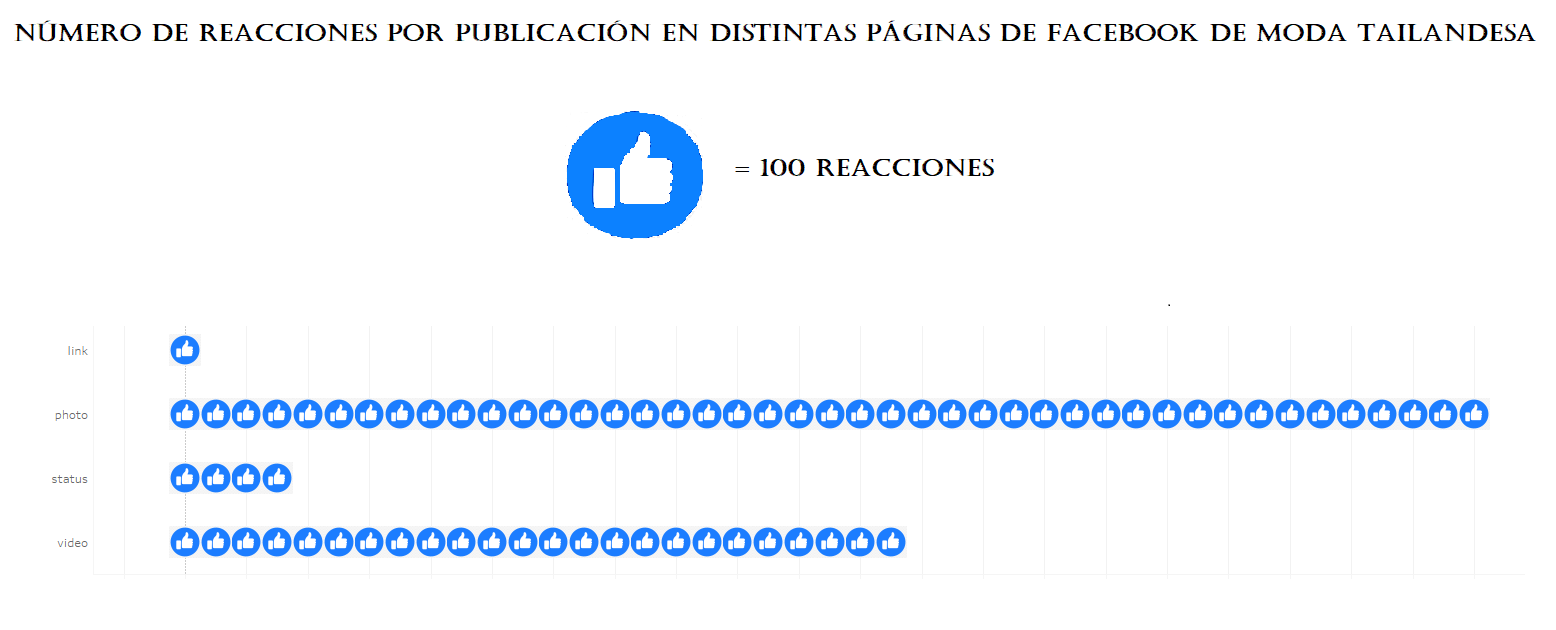 NÚMERO DE REACCIONES POR PUBLICACIÓN EN DISTINTAS PÁGINAS DE FACEBOOK DE MODA TAILANDESA
= 100 REACCIONES
link
photo
status
video